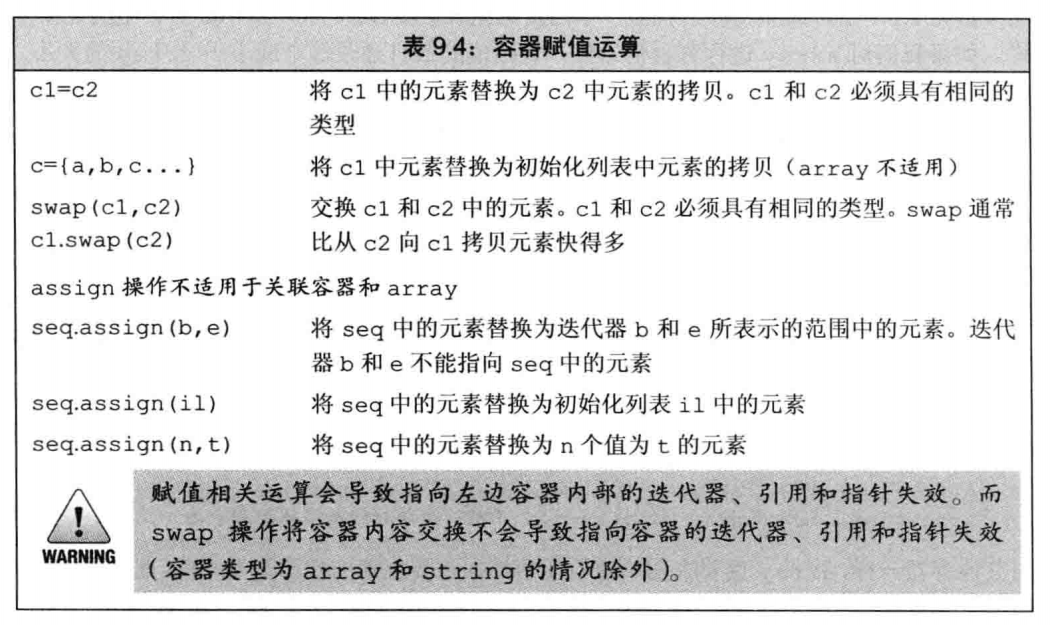 表 9.4：容器赋值运算
c1=c2 将 c1 中的元素替换为 c2 中元素的拷贝。c1 和 c2 必须具有相同的
类型
c={a,b,c...} 将 c1 中元素替换为初始化列表中元素的拷贝（array 不适用）
swap(c1,c2) 交换 c1 和 c2 中的元素。c1 和 c2 必须具有相同的类型。swap 通常
c1.swap(c2) 比从 c2 向 c1 拷贝元素快得多
assign 操作不适用于关联容器和 array
seq.assign(b,e) 将 seq 中的元素替换为迭代器 b 和 e 所表示的范围中的元素。迭代
器 b 和 e 不能指向 seq 中的元素
seq.assign(il) 将 seq 中的元素替换为初始化列表 il 中的元素
seq.assign(n,t) 将 seq 中的元素替换为 n 个值为 t 的元素
赋值相关运算会导致指向左边容器内部的迭代器、引用和指针失效。而
swap 操作将容器内容交换不会导致指向容器的迭代器、引用和指针失效
（容器类型为 array 和 string 的情况除外）。
WARNING